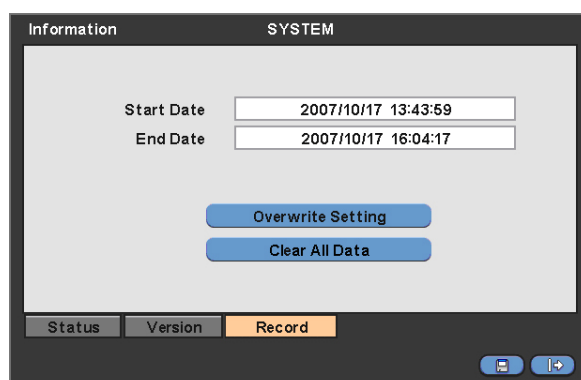 Information SYSTEM
Start Date 2007/10/17 13:43:59
End Date 2007/10/17 16:04:17
Overwrite Setting
Clear All Data
Status Version Record